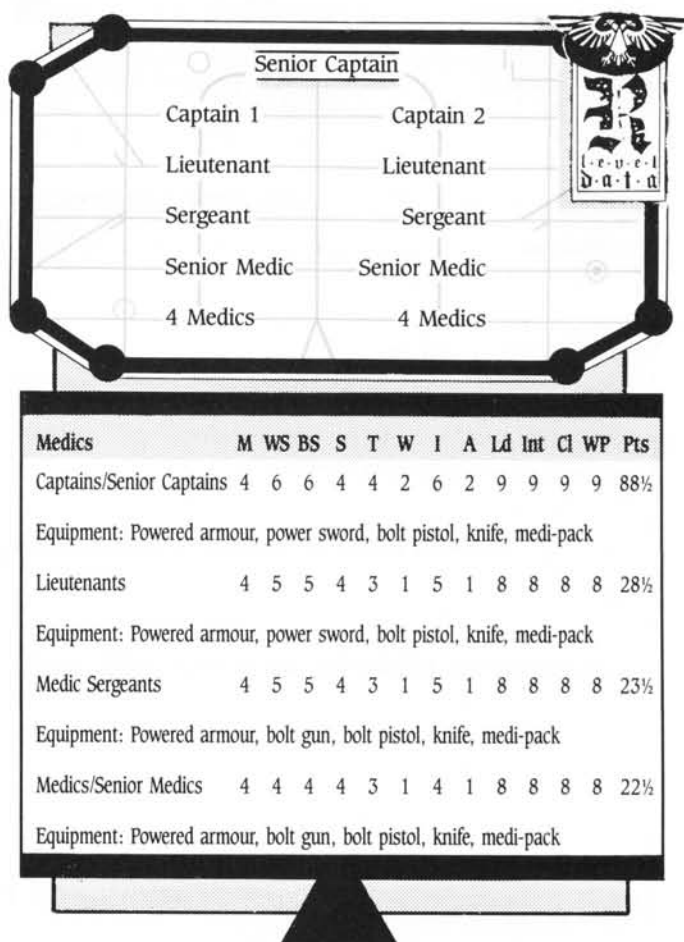 Senior Captain
R
l·e·v·e·l
d·a·t·a
Captain 1 Captain 2
Lieutenant Lieutenant
Sergeant Sergeant
Senior Medic Senior Medic
4 Medics 4 Medics
Medics M WS BS S T W I A Ld Int Cl WP Pts
Captains/Senior Captains 4 6 6 4 4 2 6 2 9 9 9 9 88½
Equipment: Powered armour, power sword, bolt pistol, knife, medi-pack
Lieutenants 4 5 5 4 3 1 5 1 8 8 8 8 28½
Equipment: Powered armour, power sword, bolt pistol, knife, medi-pack
Medic Sergeants 4 5 5 4 3 1 5 1 8 8 8 8 23½
Equipment: Powered armour, bolt gun, bolt pistol, knife, medi-pack
Medics/Senior Medics 4 4 4 4 3 1 4 1 8 8 8 8 22½
Equipment: Powered armour, bolt gun, bolt pistol, knife, medi-pack